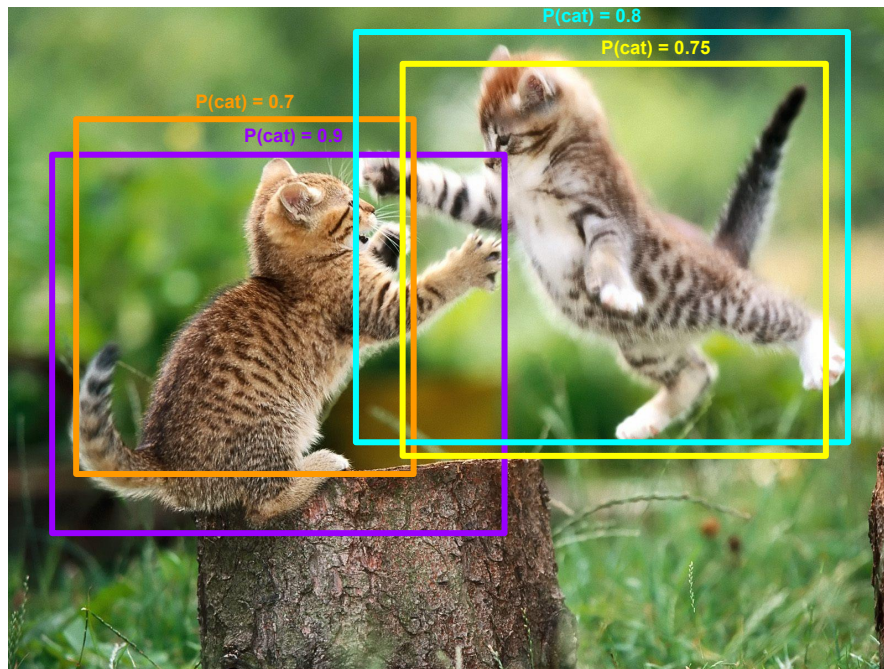 P(cat) = 0.8
P(cat) = 0.75
P(cat) = 0.7
P(cat) = 0.9